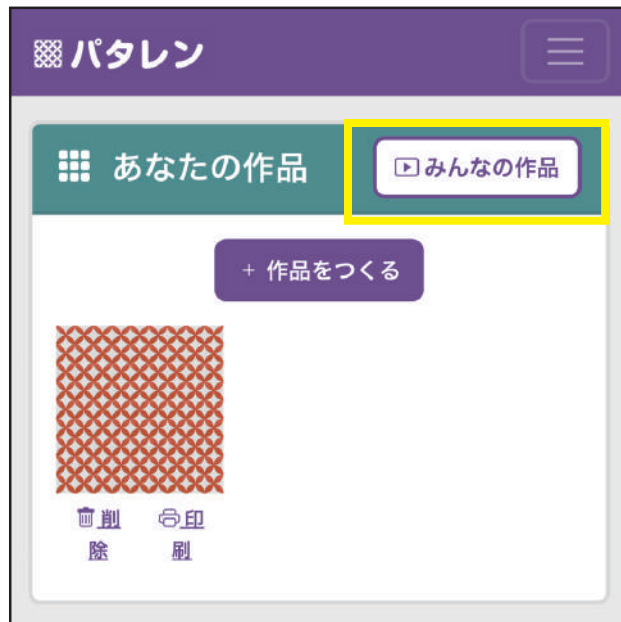 パタレン
あなたの作品
みんなの作品
+ 作品をつくる
削除
印刷